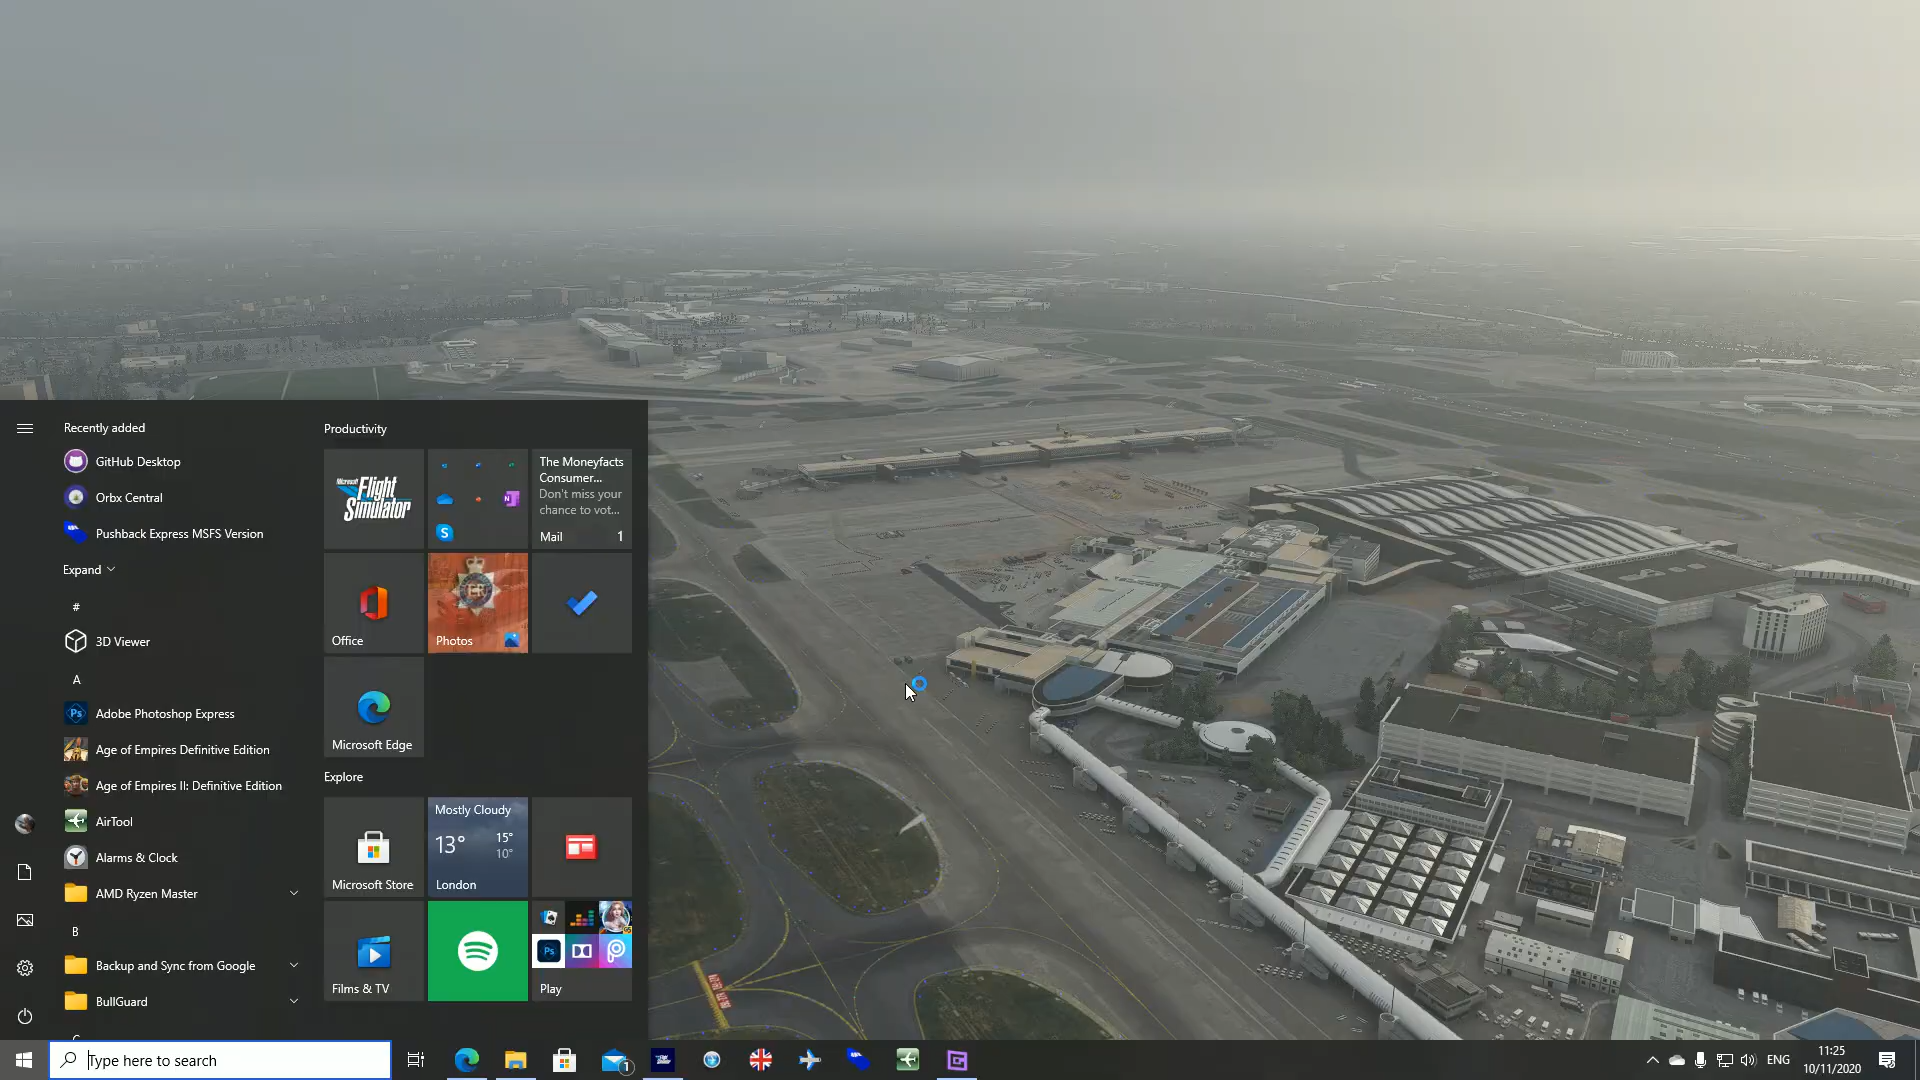 Recently added
GitHub Desktop
Orbx Central
Pushback Express MSFS Version
Expand
#
3D Viewer
A
Adobe Photoshop Express
Age of Empires Definitive Edition
Age of Empires II: Definitive Edition
AirTool
Alarms & Clock
AMD Ryzen Master
B
Backup and Sync from Google
BullGuard
Productivity
Microsoft
Flight
Simulator
The Moneyfacts
Consumer...
Don't miss your
chance to vot...
Mail 1
Office
Photos
Microsoft Edge
Explore
Microsoft Store
Mostly Cloudy
13° 15°
10°
London
Films & TV
Ps
Play
Type here to search
1
ENG
11:25
10/11/2020